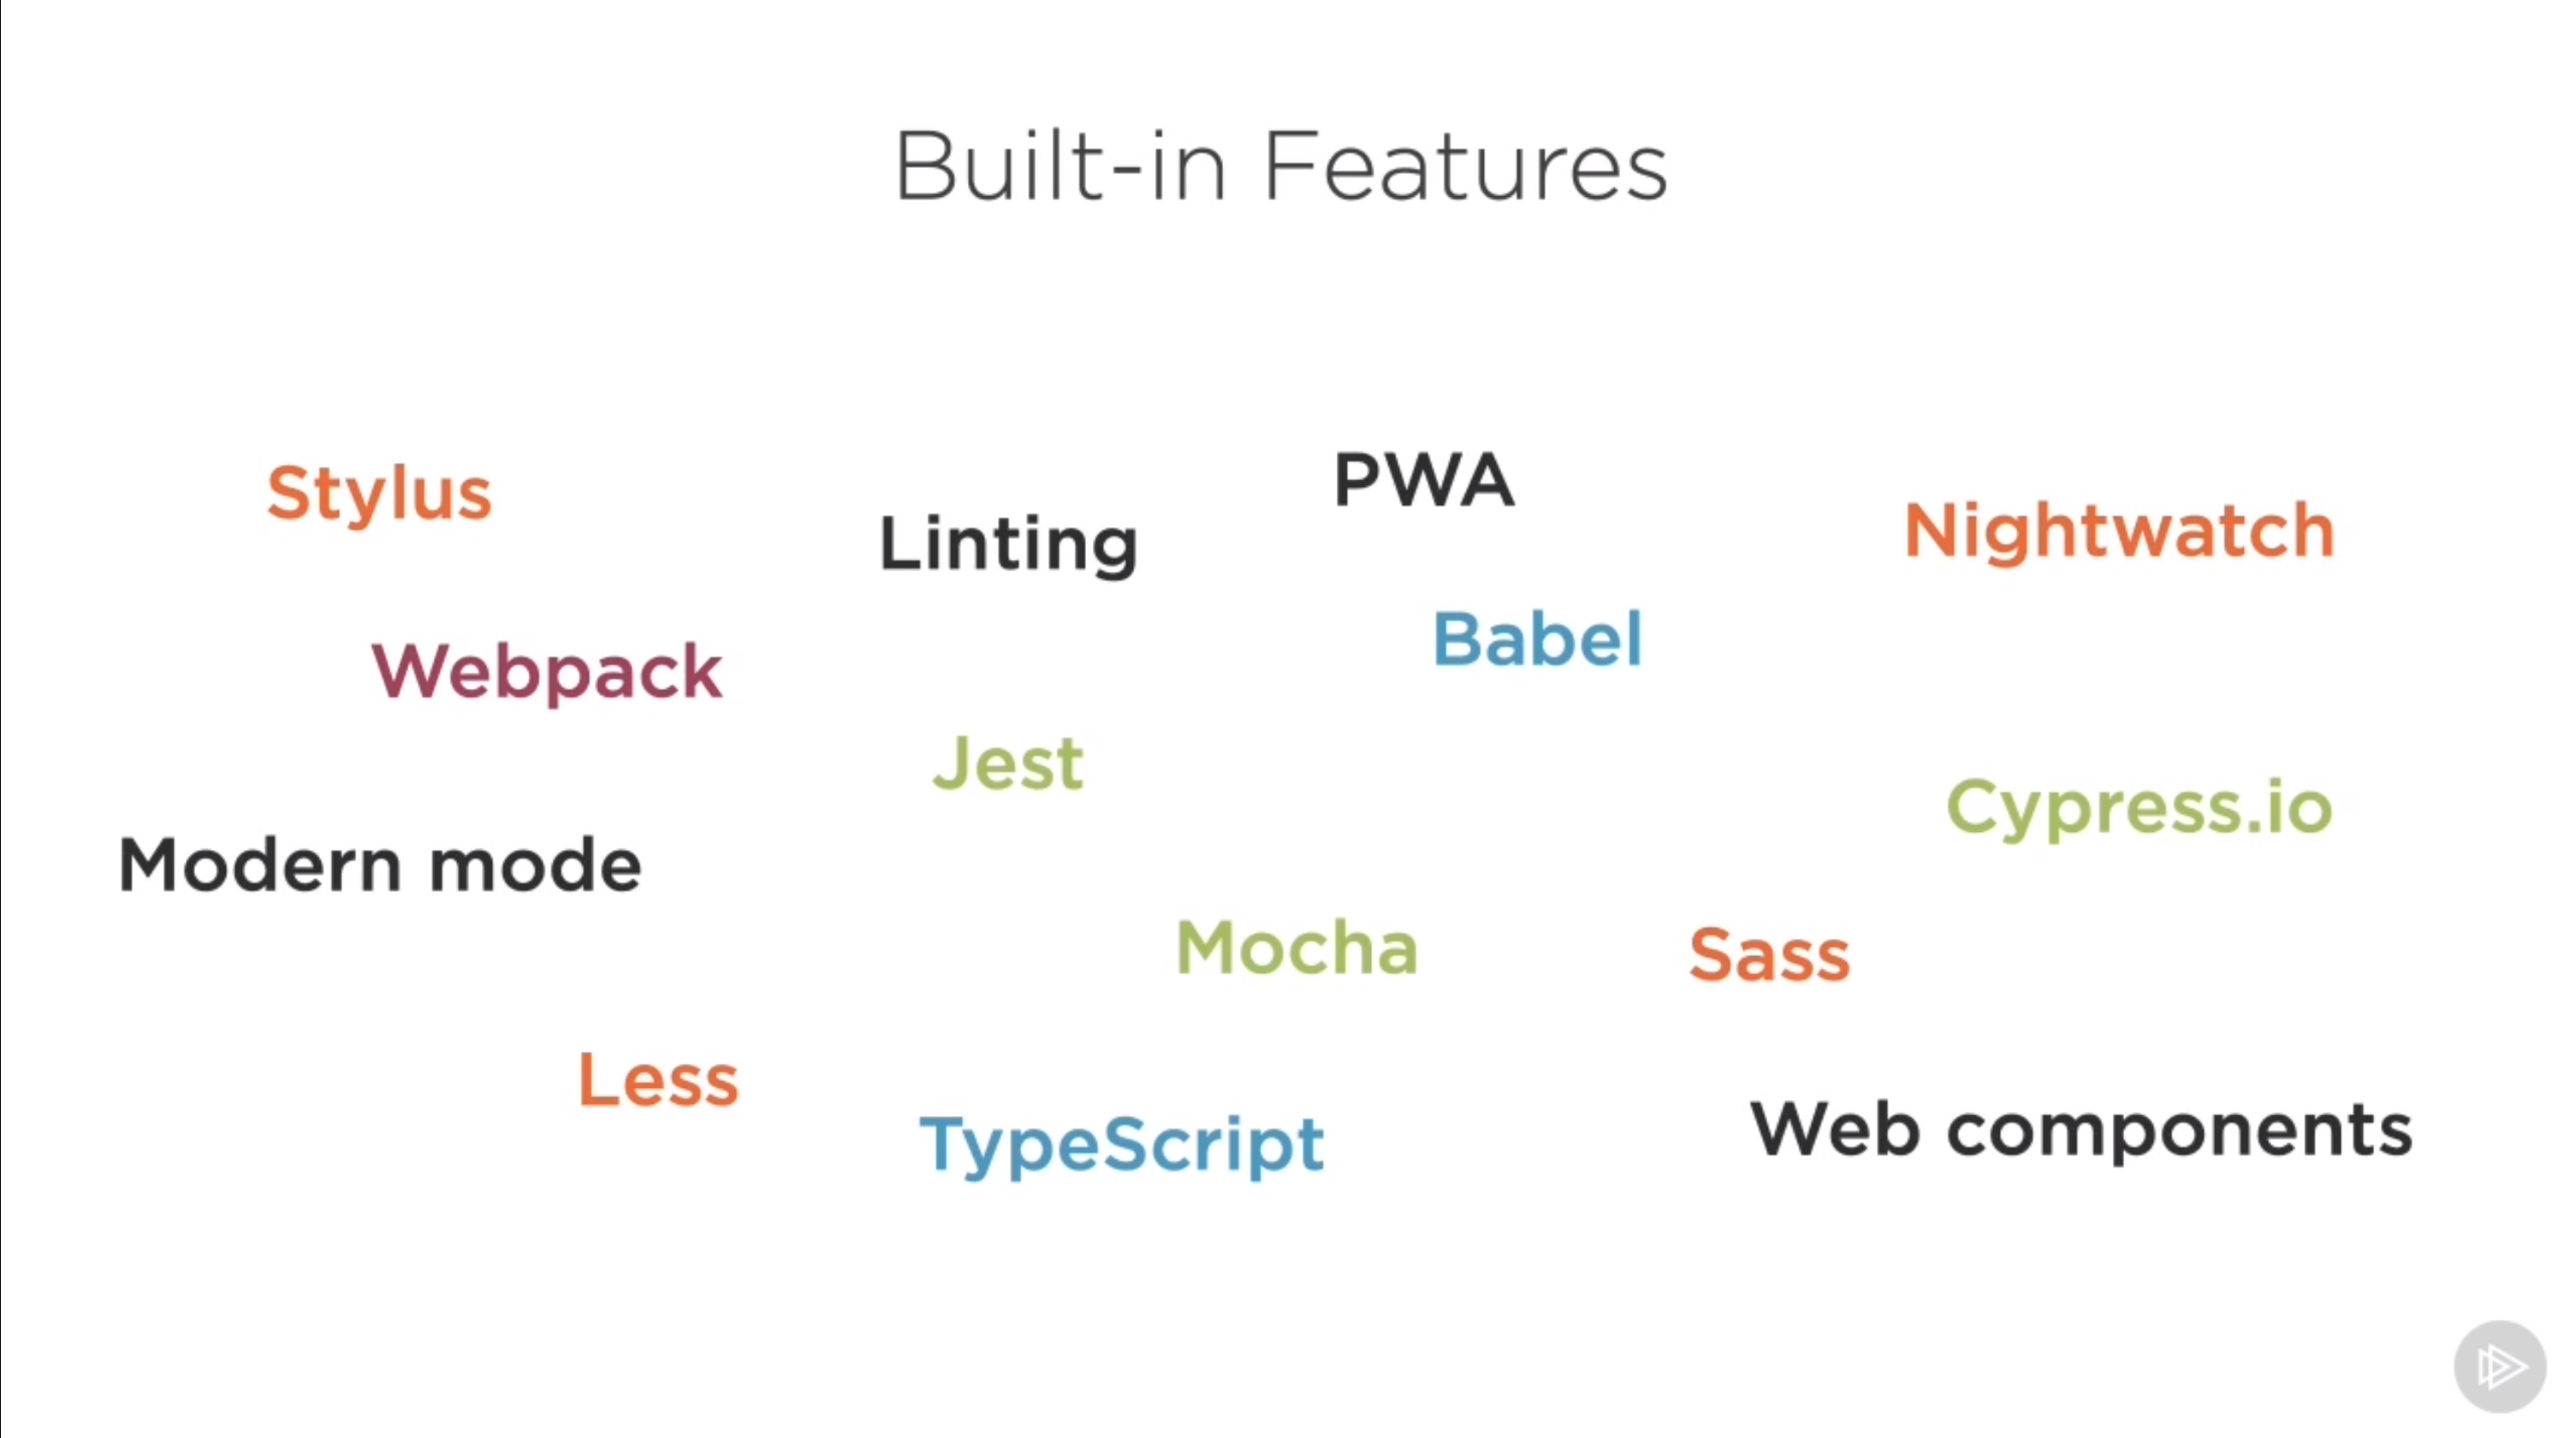 Built-in Features
PWA
Stylus
Linting
Nightwatch
Babel
Webpack
Jest
Cypress.io
Modern mode
Mocha
Sass
Less
TypeScript
Web components